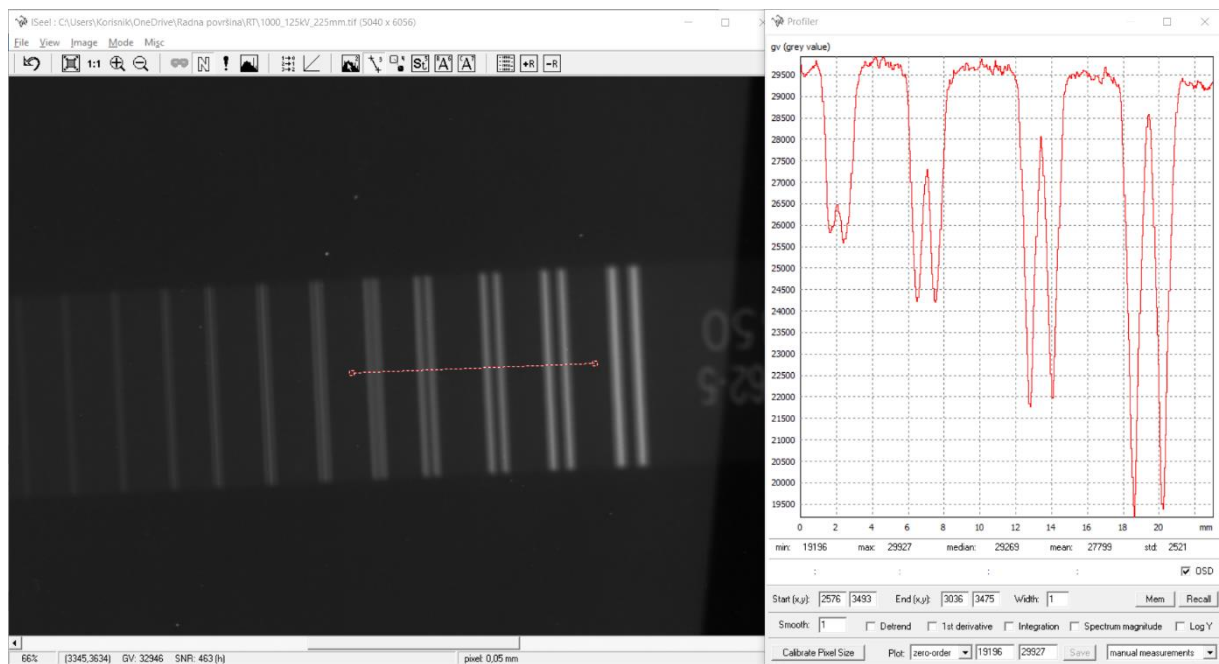 ISee! : C:\Users\Korisnik\OneDrive\Radna površina\RT\1000_125kV_225mm.tif (5040 x 6056)
File View Image Mode Misc
1:1 N ! St A A +R -R
50
62-5
66% (3345,3634) GV: 32946 SNR: 463 (h) pixel: 0,05 mm
Profiler
gv (grey value)
29500
29000
28500
28000
27500
27000
26500
26000
25500
25000
24500
24000
23500
23000
22500
22000
21500
21000
20500
20000
19500
0 2 4 6 8 10 12 14 16 18 20 mm
min: 19196 max: 29927 median: 29269 mean: 27799 std: 2521
: : : : OSD
Start (x,y): 2576 3493 End (x,y): 3036 3475 Width: 1 Mem Recall
Smooth: 1 Detrend 1st derivative Integration Spectrum magnitude Log Y
Calibrate Pixel Size Plot: zero-order 19196 29927 Save manual measurements